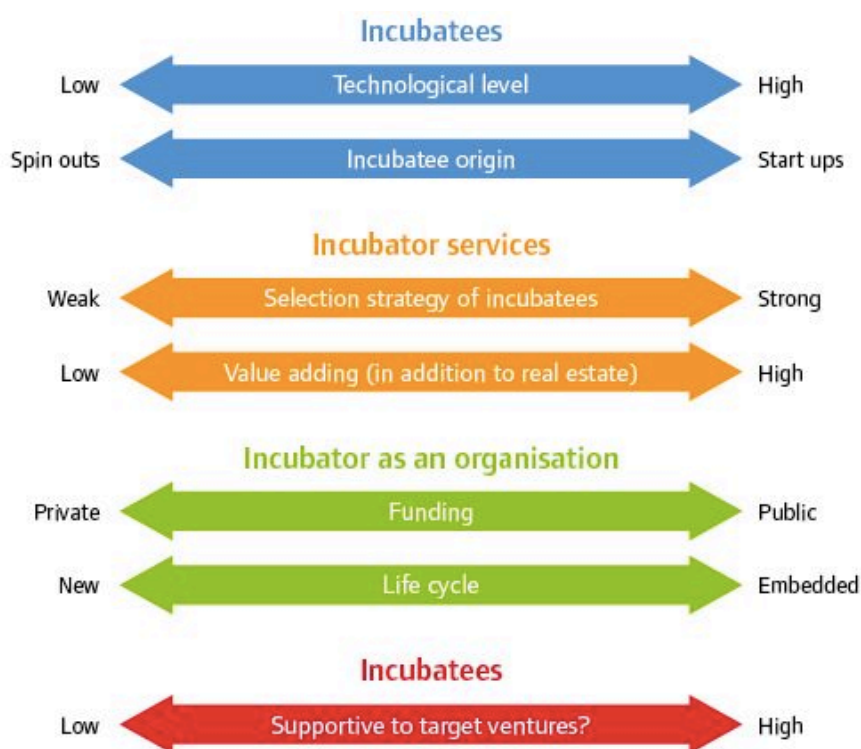 Incubatees
Low Technological level High
Spin outs Incubatee origin Start ups
Incubator services
Weak Selection strategy of incubatees Strong
Low Value adding (in addition to real estate) High
Incubator as an organisation
Private Funding Public
New Life cycle Embedded
Incubatees
Low Supportive to target ventures? High